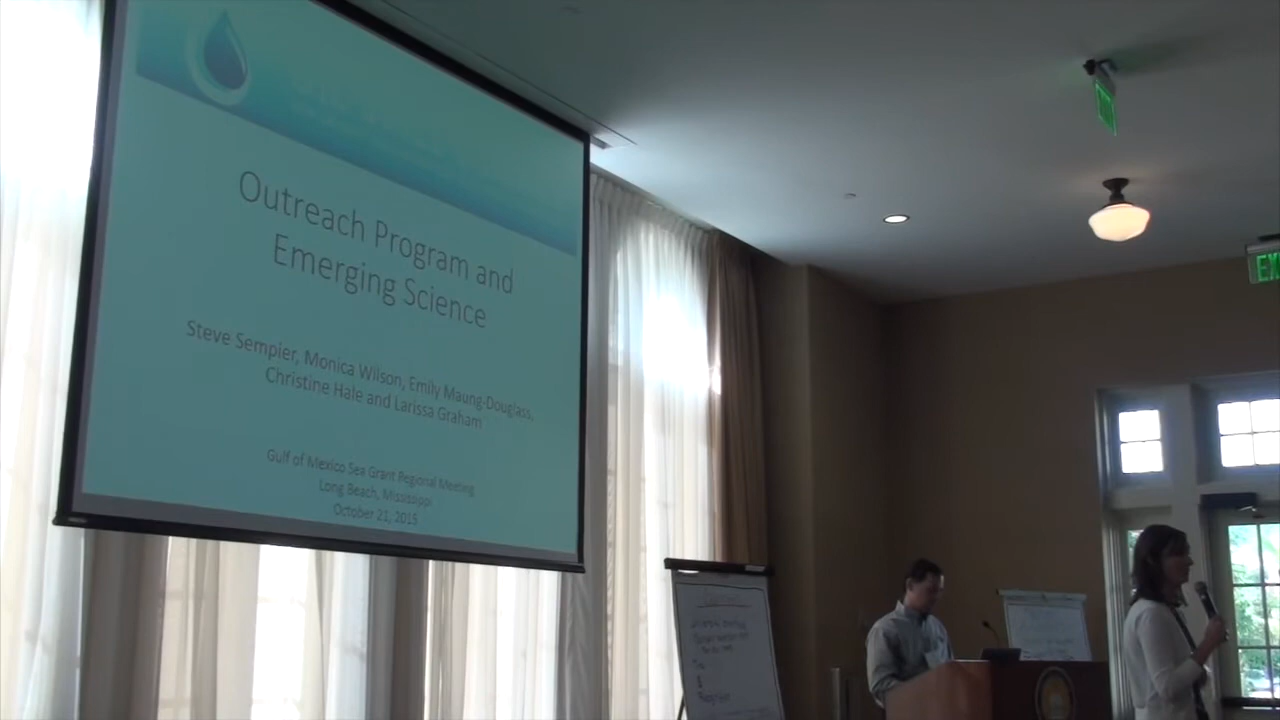 Outreach Program and
Emerging Science
Steve Sempier, Monica Wilson, Emily Maung-Douglass,
Christine Hale and Larissa Graham
Gulf of Mexico Sea Grant Regional Meeting
Long Beach, Mississippi
October 21, 2015
EX